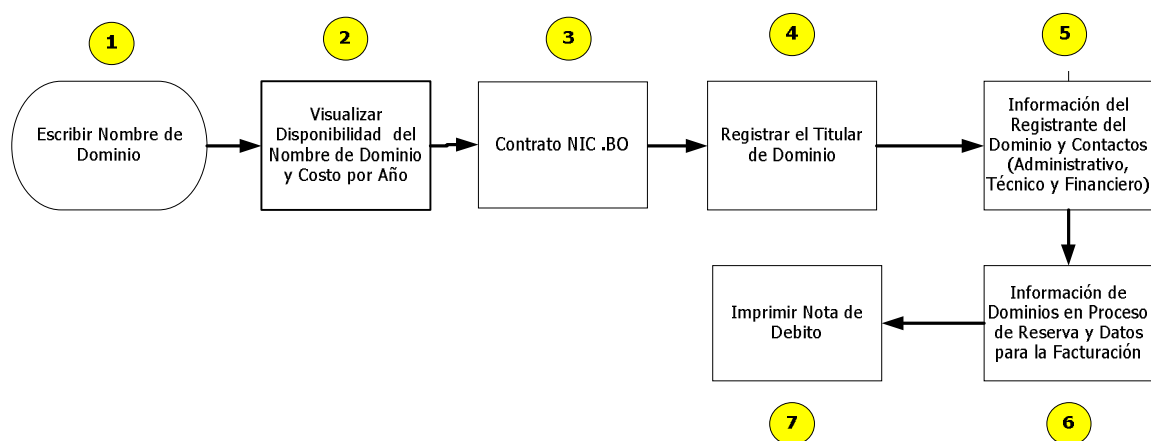 1
2
3
4
5
Escribir Nombre de
Dominio
Visualizar
Disponibilidad del
Nombre de Dominio
y Costo por Año
Contrato NIC .BO
Registrar el Titular
de Dominio
Información del
Registrante del
Dominio y Contactos
(Administrativo,
Técnico y Financiero)
Información de
Dominios en Proceso
de Reserva y Datos
para la Facturación
Imprimir Nota de
Debito
7
6